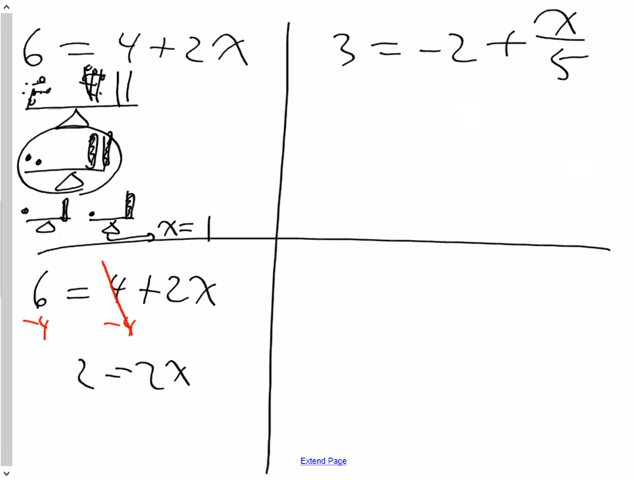 6 = 4 + 2x
x = 1
6 = 4 + 2x
-4 -4
2 = 2x
3 = -2 + x/5
Extend Page